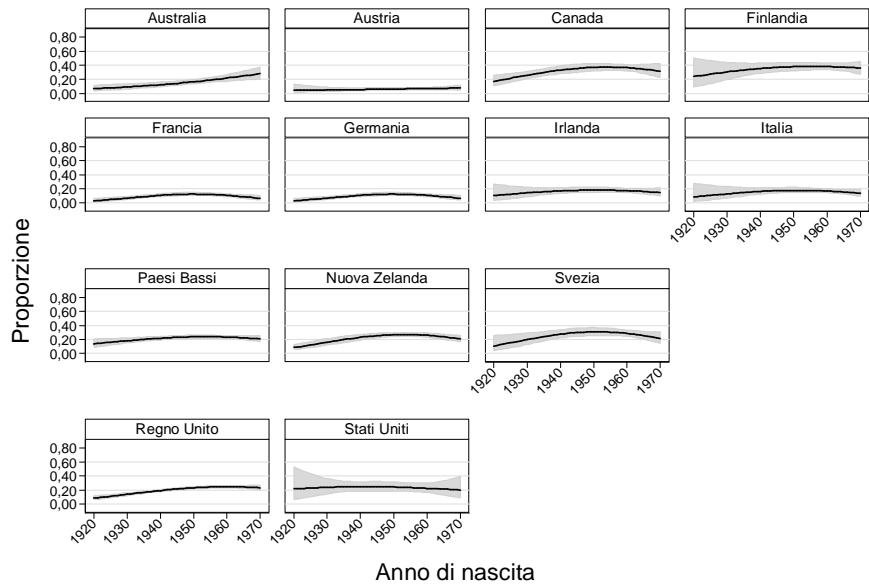 Australia
Austria
Canada
Finlandia
0,80
0,60
0,40
0,20
0,00
Francia
Germania
Irlanda
Italia
0,80
0,60
0,40
0,20
0,00
1920
1930
1940
1950
1960
1970
Paesi Bassi
Nuova Zelanda
Svezia
0,80
0,60
0,40
0,20
0,00
1920
1930
1940
1950
1960
1970
Regno Unito
Stati Uniti
0,80
0,60
0,40
0,20
0,00
1920
1930
1940
1950
1960
1970
1920
1930
1940
1950
1960
1970
Proporzione
Anno di nascita